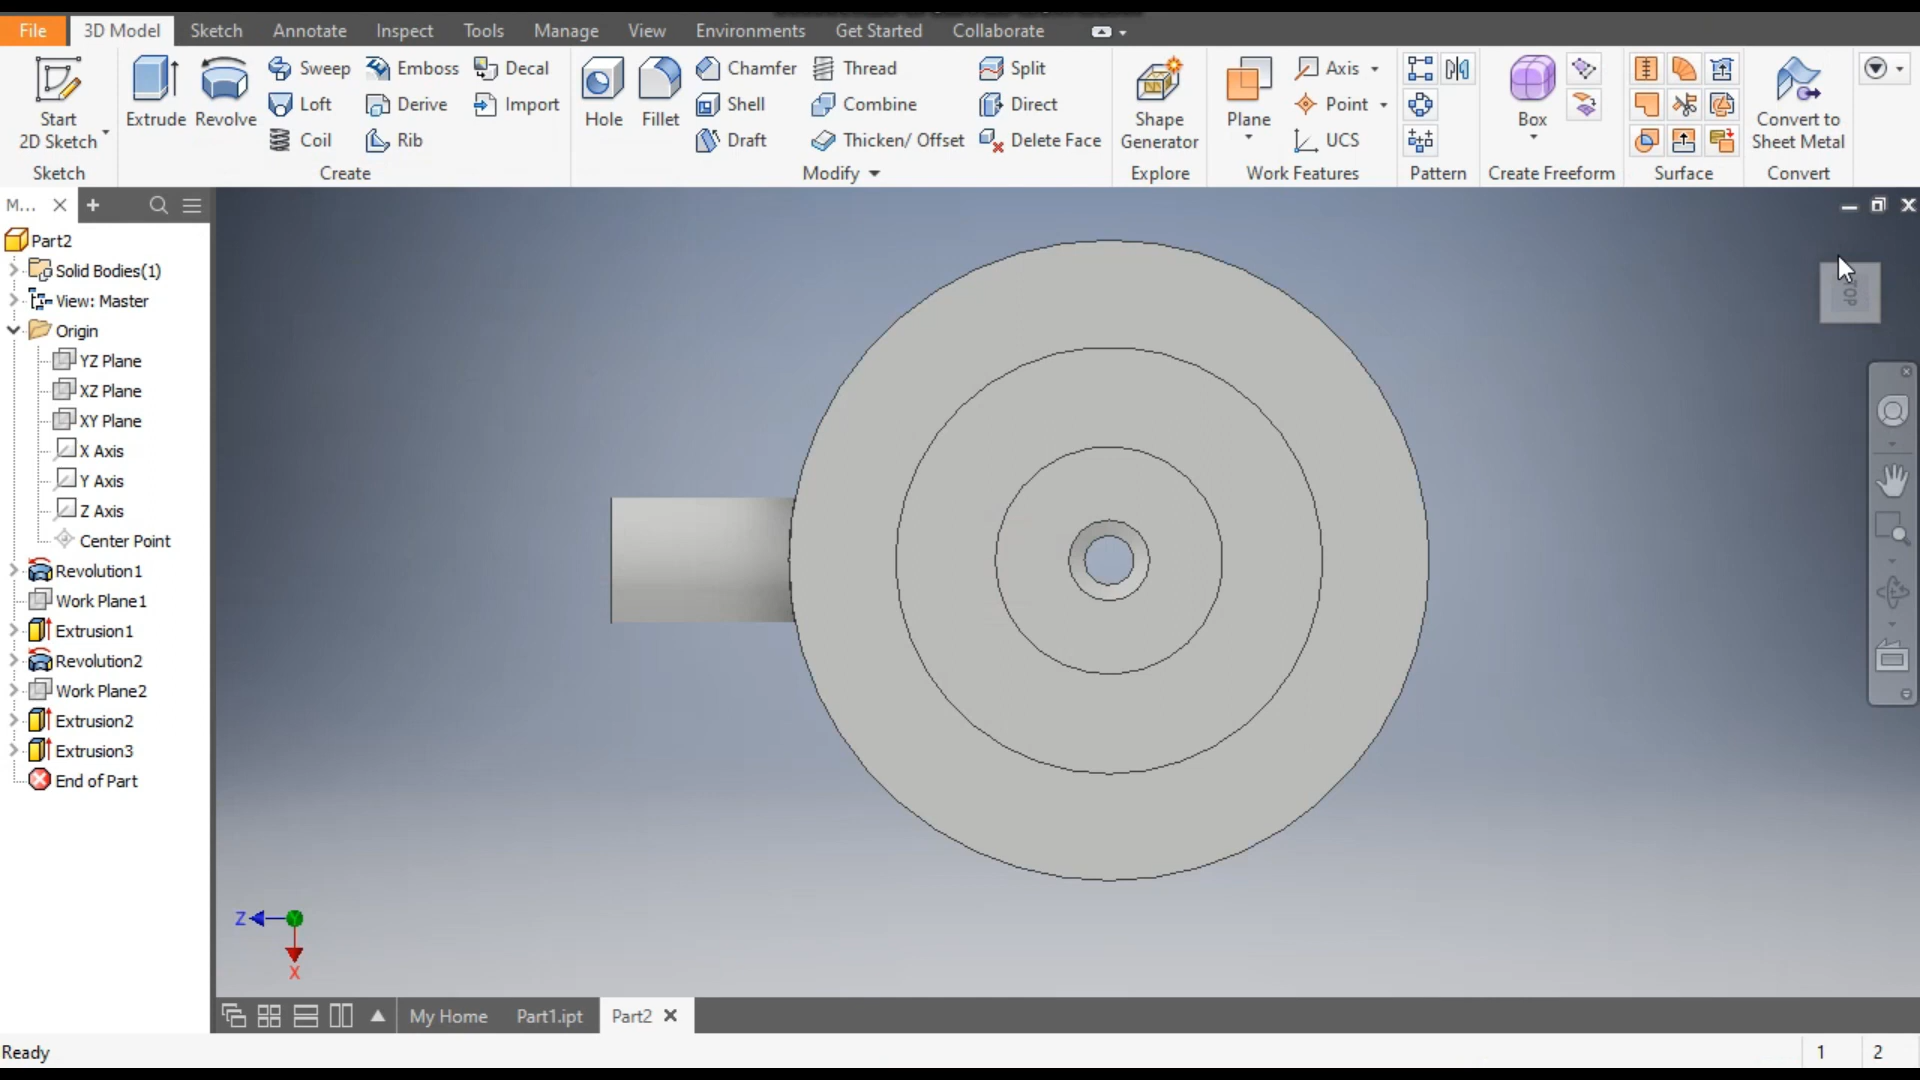 File 3D Model Sketch Annotate Inspect Tools Manage View Environments Get Started Collaborate
Start
2D Sketch
Extrude
Revolve
Sweep
Loft
Coil
Emboss
Derive
Rib
Decal
Import
Hole
Fillet
Chamfer
Shell
Draft
Thread
Combine
Thicken/ Offset
Split
Direct
Delete Face
Shape
Generator
Plane
Axis
Point
UCS
Box
Convert to
Sheet Metal
Sketch Create Modify Explore Work Features Pattern Create Freeform Surface Convert
M...
Part2
Solid Bodies(1)
View: Master
Origin
YZ Plane
XZ Plane
XY Plane
X Axis
Y Axis
Z Axis
Center Point
Revolution1
Work Plane1
Extrusion1
Revolution2
Work Plane2
Extrusion2
Extrusion3
End of Part
TOP
Z
X
My Home Part1.ipt Part2
Ready 1 2